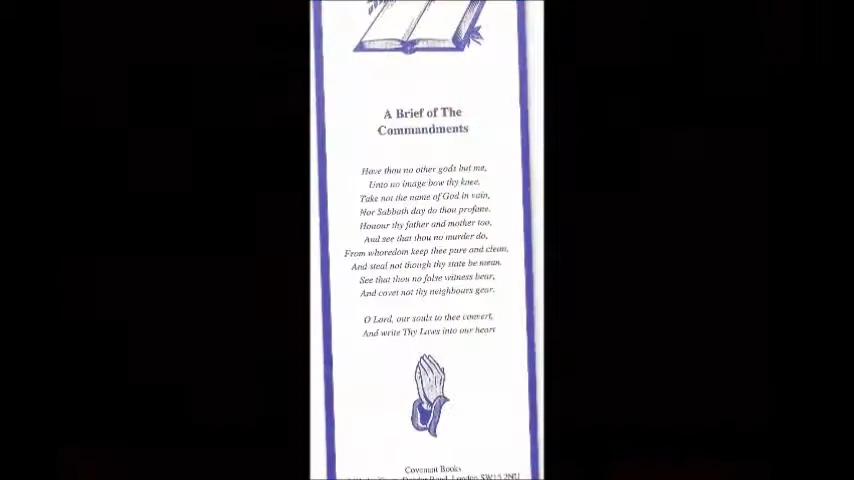 A Brief of The
Commandments
Have thou no other gods but me,
Unto no image bow thy knee,
Take not the name of God in vain,
Nor Sabbath day do thou profane.
Honour thy father and mother too,
And see that thou no murder do,
From whoredom keep thee pure and clean,
And steal not though thy state be mean.
See that thou no false witness bear,
And covet not thy neighbours gear.
O Lord, our souls to thee convert,
And write Thy Laws into our heart
Covenant Books
Road, London SW15 2NU